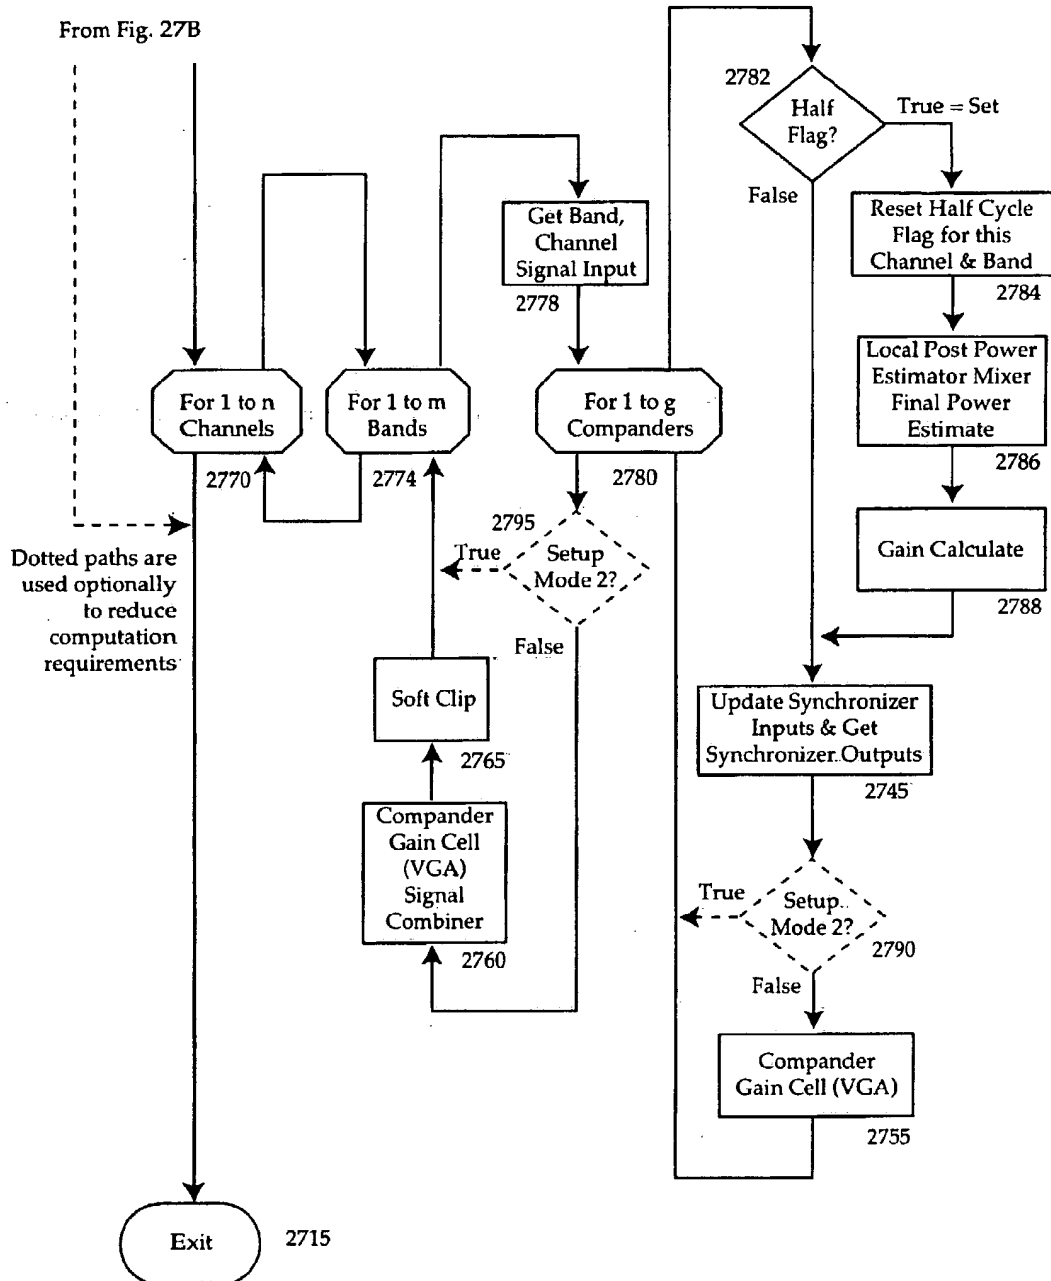 From Fig. 27B
2782
Half
Flag?
True = Set
False
Get Band,
Channel
Signal Input
2778
Reset Half Cycle
Flag for this
Channel & Band
2784
For 1 to n
Channels
2770
For 1 to m
Bands
2774
For 1 to g
Companders
2780
Local Post Power
Estimator Mixer
Final Power
Estimate
2786
2795
True
Setup
Mode 2?
False
Gain Calculate
2788
Dotted paths are
used optionally
to reduce
computation
requirements
Soft Clip
2765
Update Synchronizer
Inputs & Get
Synchronizer Outputs
2745
Compander
Gain Cell
(VGA)
Signal
Combiner
2760
True
Setup
Mode 2?
2790
False
Compander
Gain Cell (VGA)
2755
Exit
2715